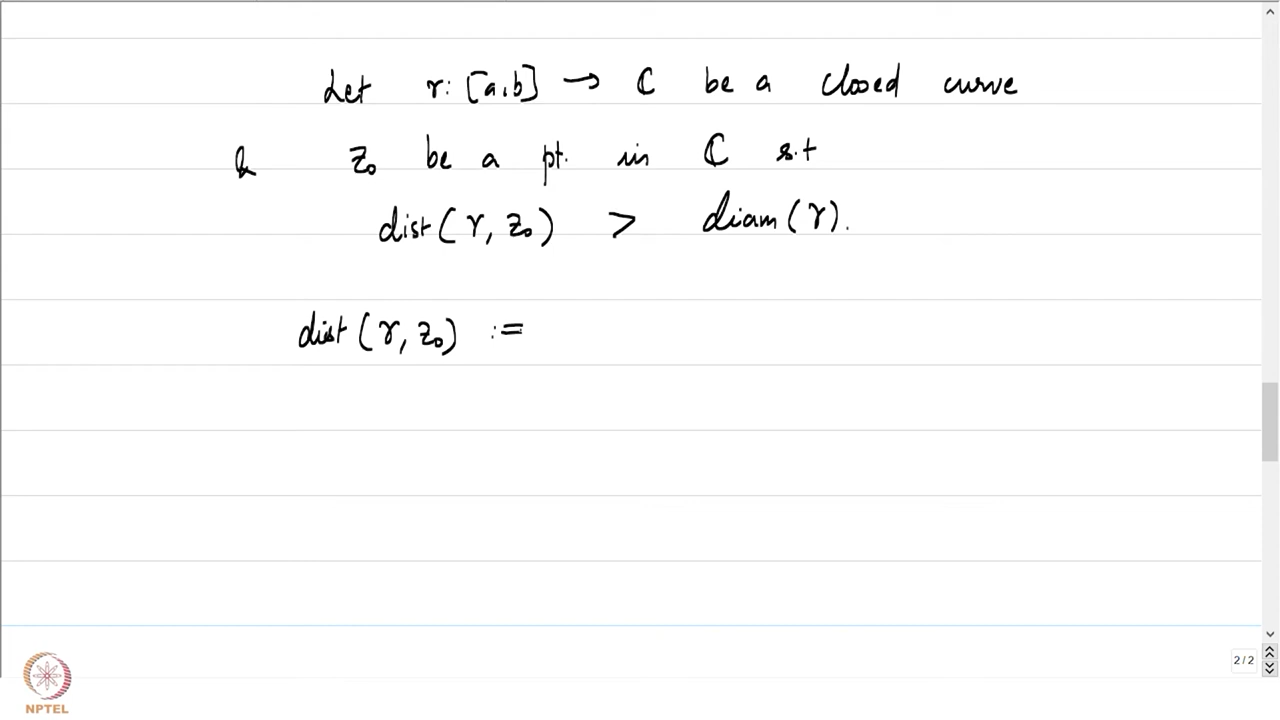 Let γ: [a,b] → ℂ be a closed curve
& z₀ be a pt. in ℂ s.t
dist(γ, z₀) > diam(γ).
dist(γ, z₀) :=
2/2
NPTEL